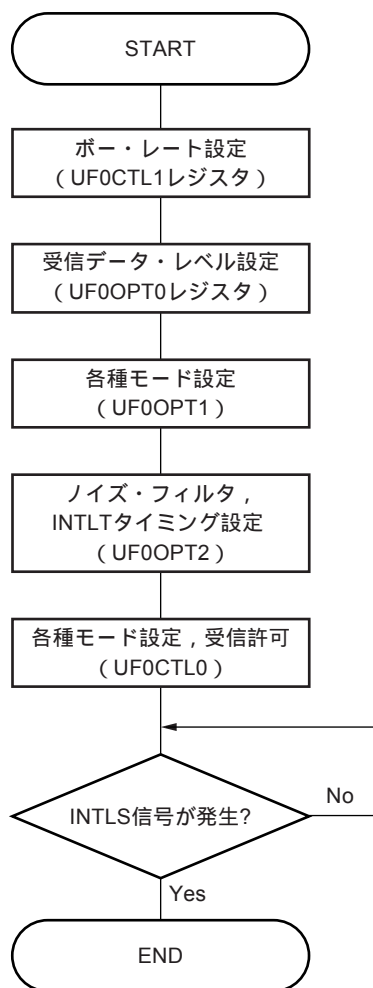 START
ボー・レート設定
（UF0CTL1レジスタ）
受信データ・レベル設定
（UF0OPT0レジスタ）
各種モード設定
（UF0OPT1）
ノイズ・フィルタ，
INTLTタイミング設定
（UF0OPT2）
各種モード設定，受信許可
（UF0CTL0）
INTLS信号が発生?
No
Yes
END